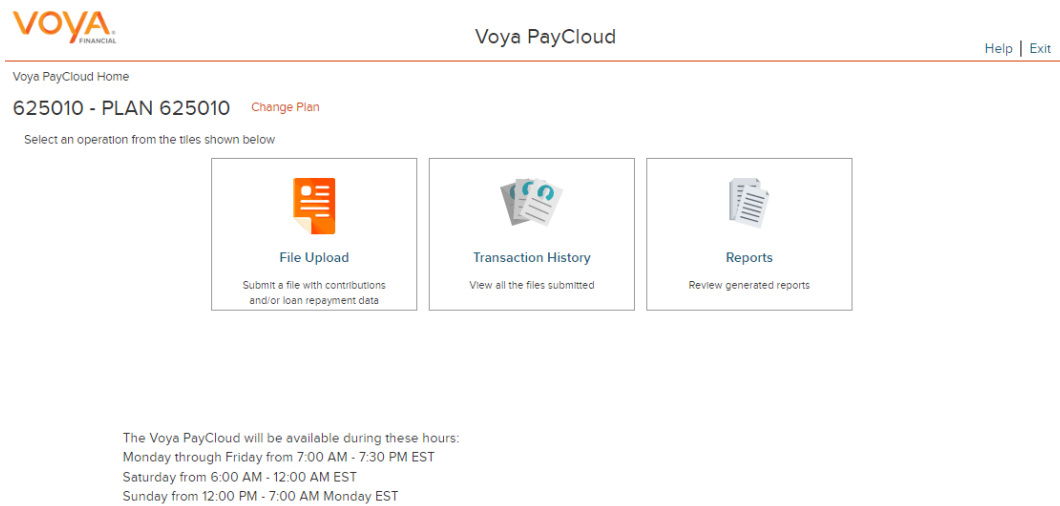 VOYA
FINANCIAL
Voya PayCloud
Help | Exit
Voya PayCloud Home
625010 - PLAN 625010 Change Plan
Select an operation from the tiles shown below
File Upload
Submit a file with contributions
and/or loan repayment data
Transaction History
View all the files submitted
Reports
Review generated reports
The Voya PayCloud will be available during these hours:
Monday through Friday from 7:00 AM - 7:30 PM EST
Saturday from 6:00 AM - 12:00 AM EST
Sunday from 12:00 PM - 7:00 AM Monday EST